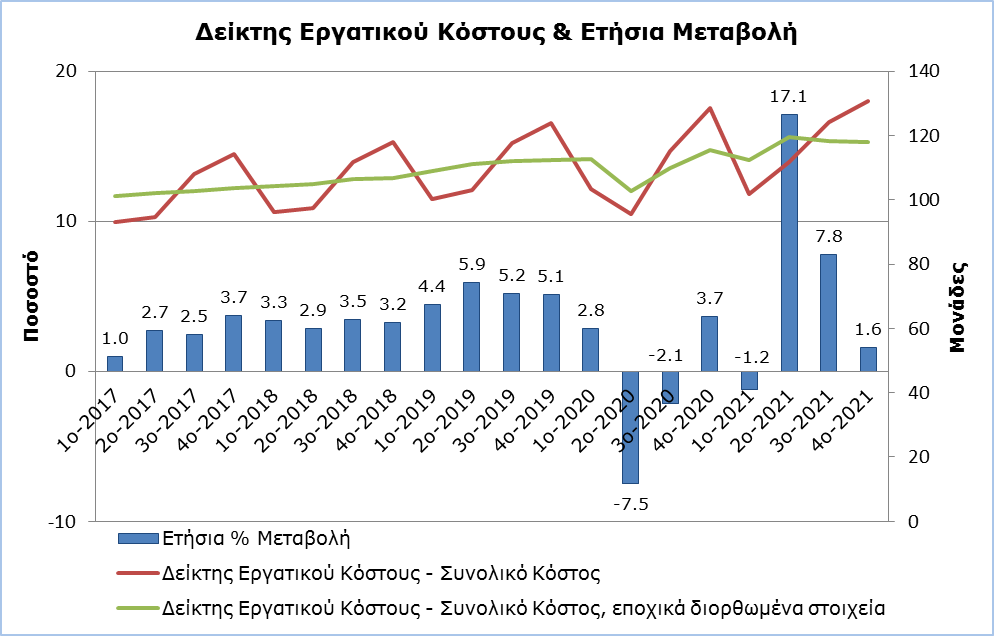 Δείκτης Εργατικού Κόστους & Ετήσια Μεταβολή
20
10
0
-10
Ποσοστό
140
120
100
80
60
40
20
0
Μονάδες
1.0
2.7
2.5
3.7
3.3
2.9
3.5
3.2
4.4
5.9
5.2
5.1
2.8
-7.5
-2.1
3.7
-1.2
17.1
7.8
1.6
1ο-2017
2ο-2017
3ο-2017
4ο-2017
1ο-2018
2ο-2018
3ο-2018
4ο-2018
1ο-2019
2ο-2019
3ο-2019
4ο-2019
1ο-2020
2ο-2020
3ο-2020
4ο-2020
1ο-2021
2ο-2021
3ο-2021
4ο-2021
Ετήσια % Μεταβολή
Δείκτης Εργατικού Κόστους - Συνολικό Κόστος
Δείκτης Εργατικού Κόστους - Συνολικό Κόστος, εποχικά διορθωμένα στοιχεία